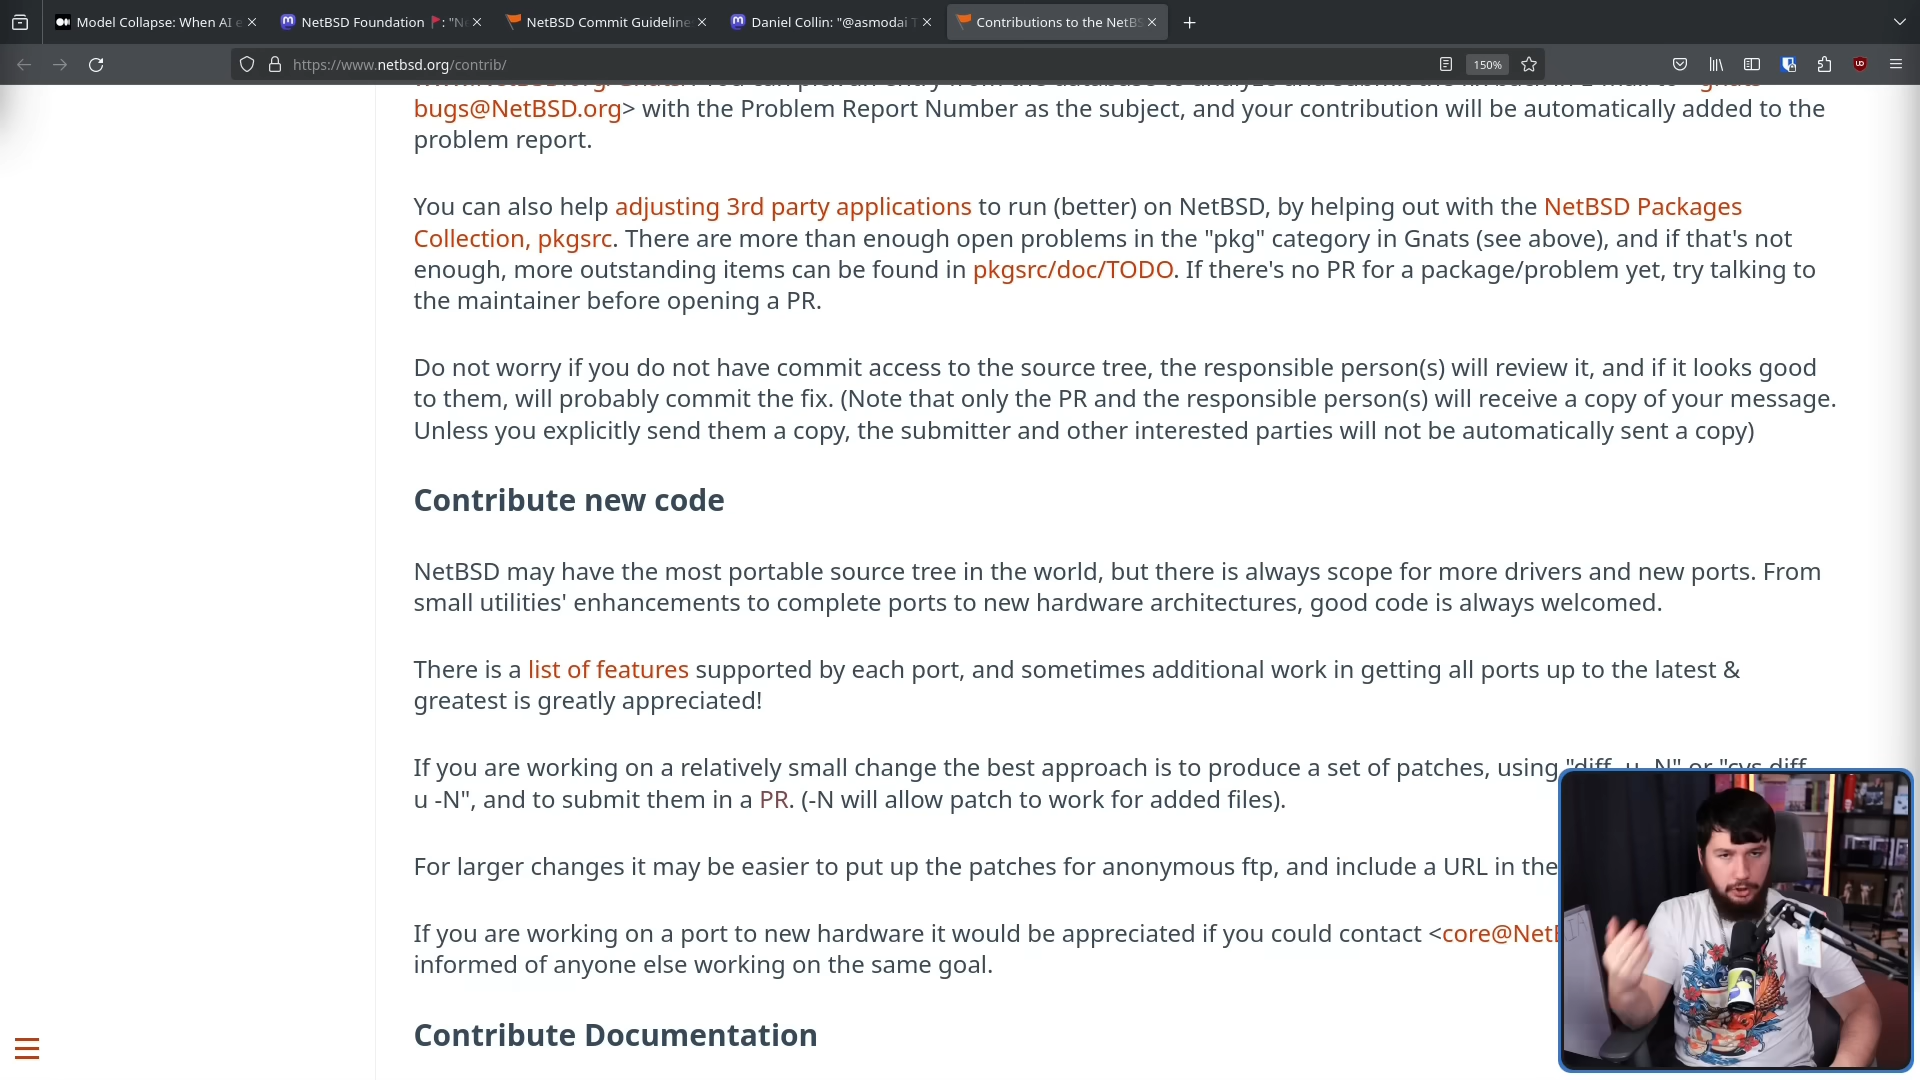 Model Collapse: When AI e
NetBSD Foundation 🚩: "Ne
NetBSD Commit Guideline
Daniel Collin: "@asmodai T
Contributions to the NetBS
https://www.netbsd.org/contrib/
150%
bugs@NetBSD.org> with the Problem Report Number as the subject, and your contribution will be automatically added to the
problem report.
You can also help adjusting 3rd party applications to run (better) on NetBSD, by helping out with the NetBSD Packages
Collection, pkgsrc. There are more than enough open problems in the "pkg" category in Gnats (see above), and if that's not
enough, more outstanding items can be found in pkgsrc/doc/TODO. If there's no PR for a package/problem yet, try talking to
the maintainer before opening a PR.
Do not worry if you do not have commit access to the source tree, the responsible person(s) will review it, and if it looks good
to them, will probably commit the fix. (Note that only the PR and the responsible person(s) will receive a copy of your message.
Unless you explicitly send them a copy, the submitter and other interested parties will not be automatically sent a copy)
Contribute new code
NetBSD may have the most portable source tree in the world, but there is always scope for more drivers and new ports. From
small utilities' enhancements to complete ports to new hardware architectures, good code is always welcomed.
There is a list of features supported by each port, and sometimes additional work in getting all ports up to the latest &
greatest is greatly appreciated!
If you are working on a relatively small change the best approach is to produce a set of patches, using "diff -u -N" or "cvs diff -
u -N", and to submit them in a PR. (-N will allow patch to work for added files).
For larger changes it may be easier to put up the patches for anonymous ftp, and include a URL in the
If you are working on a port to new hardware it would be appreciated if you could contact <core@NetB
informed of anyone else working on the same goal.
Contribute Documentation